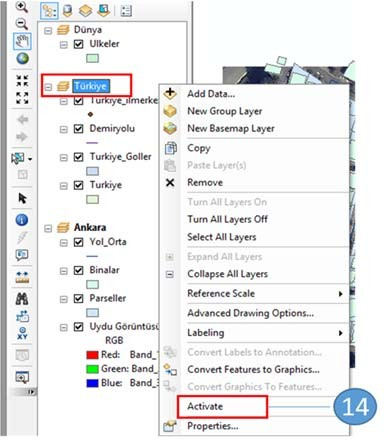 Dünya
Ulkeler
Türkiye
Turkiye_ilmerke
Demiryolu
Turkiye_Goller
Turkiye
Ankara
Yol_Orta
Binalar
Parseller
Uydu Görüntüsü
RGB
Red: Band_
Green: Band_
Blue: Band_3
Add Data...
New Group Layer
New Basemap Layer
Copy
Paste Layer(s)
Remove
Turn All Layers On
Turn All Layers Off
Select All Layers
Expand All Layers
Collapse All Layers
Reference Scale
Advanced Drawing Options...
Labeling
Convert Labels to Annotation...
Convert Features to Graphics...
Convert Graphics To Features...
Activate
14
Properties...
XY